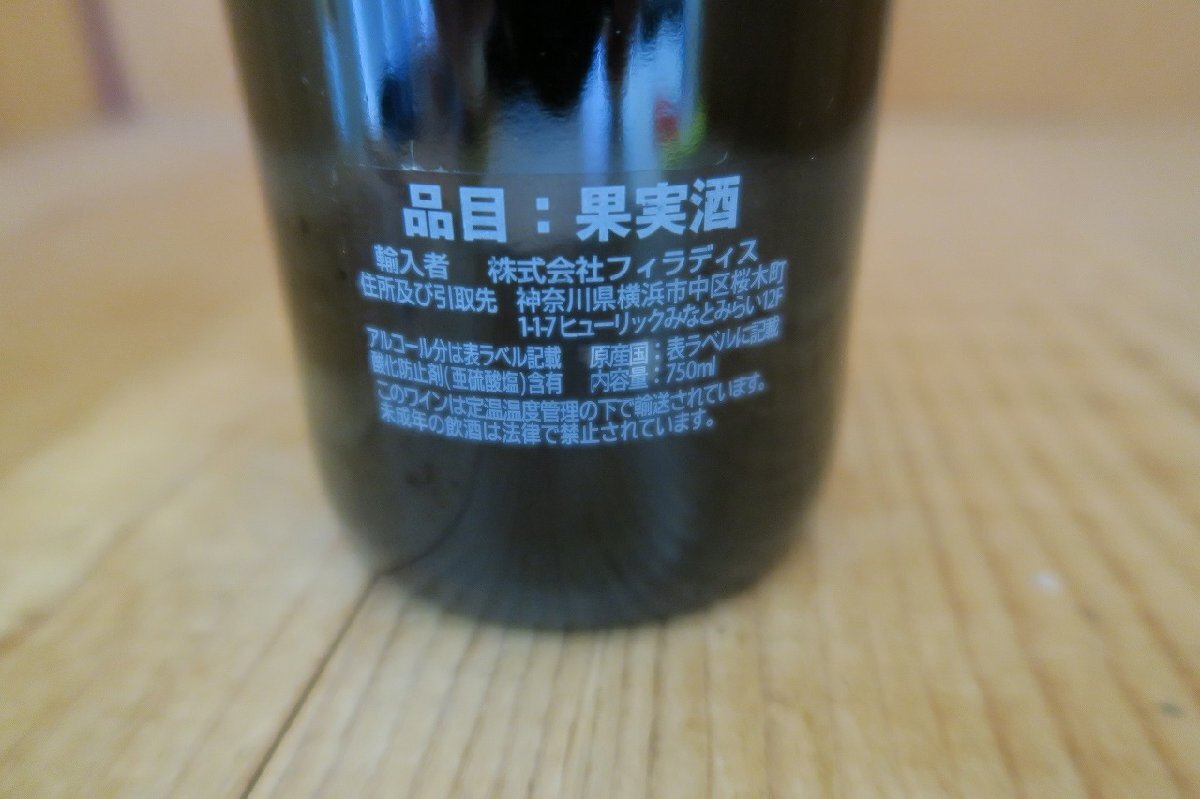 品目：果実酒
輸入者 株式会社フィラディス
住所及び引取先 神奈川県横浜市中区桜木町
1-1-7ヒューリックみなとみらい12F
アルコール分は表ラベル記載 原産国：表ラベルに記載
酸化防止剤(亜硫酸塩)含有 内容量：750ml
このワインは定温温度管理の下で輸送されています。
未成年の飲酒は法律で禁止されています。